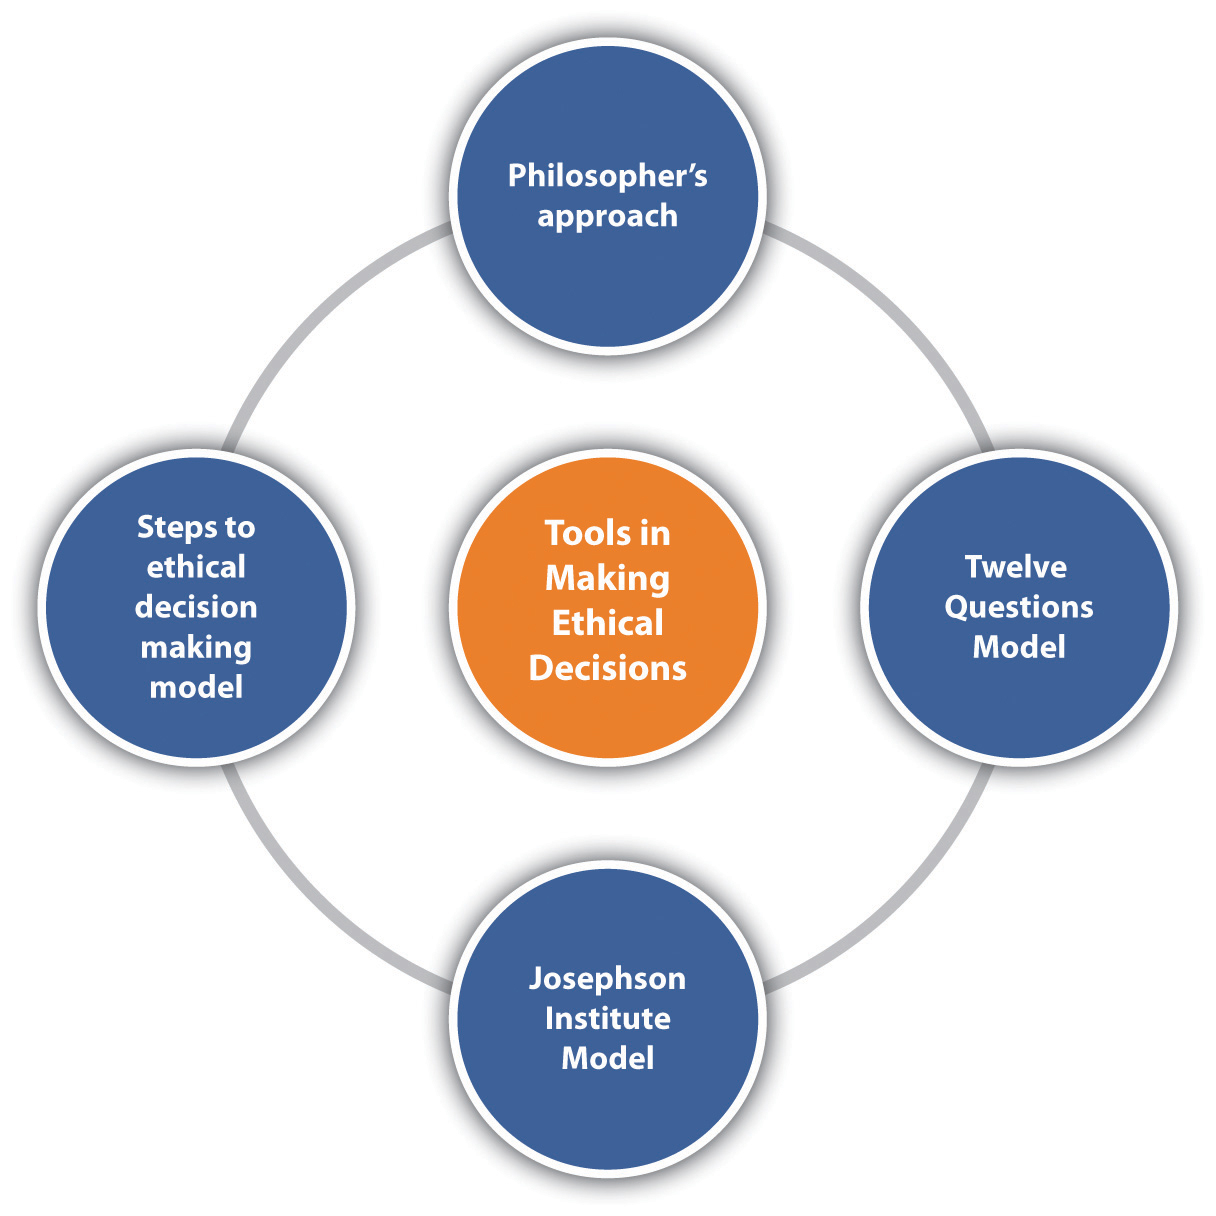 Philosopher’s
approach
Steps to
ethical
decision
making
model
Tools in
Making
Ethical
Decisions
Twelve
Questions
Model
Josephson
Institute
Model